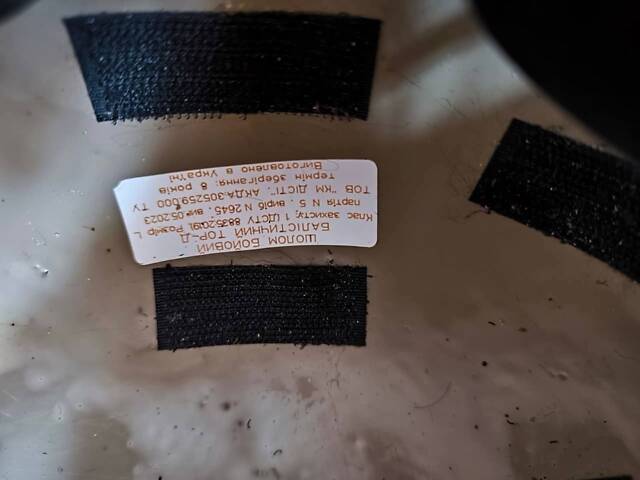 ШОЛОМ БОЙОВИЙ
БАЛІСТИЧНИЙ ТОР-Д
Клас захисту: 1 (ДСТУ 8835:2019), Розмір L
партія N 5 , виріб N 2645, виг. 05.2023
ТОВ "КМ ДІСТІ", АКДА.305259.000 ТУ
термін зберігання: 8 років
Виготовлено в Україні